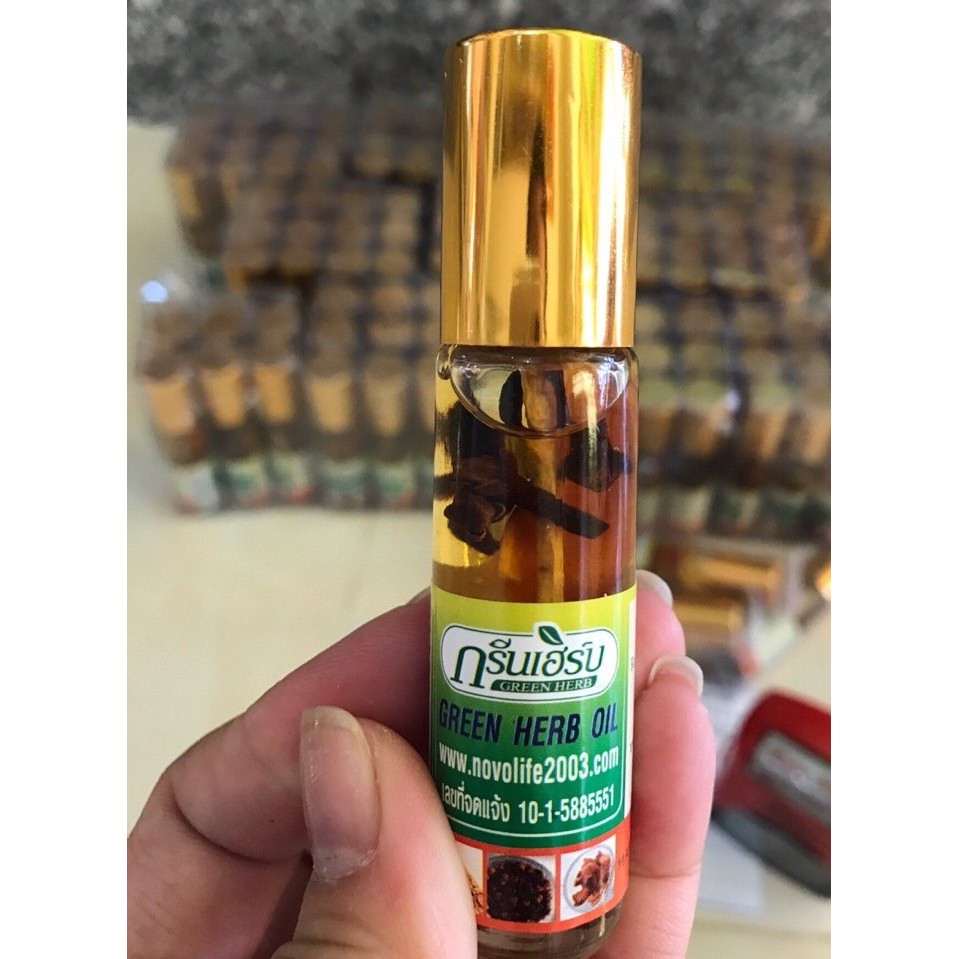 กรีนเฮิร์บ
GREEN HERB
GREEN HERB OIL
www.novolife2003.com
เลขที่จดแจ้ง 10-1-5885551